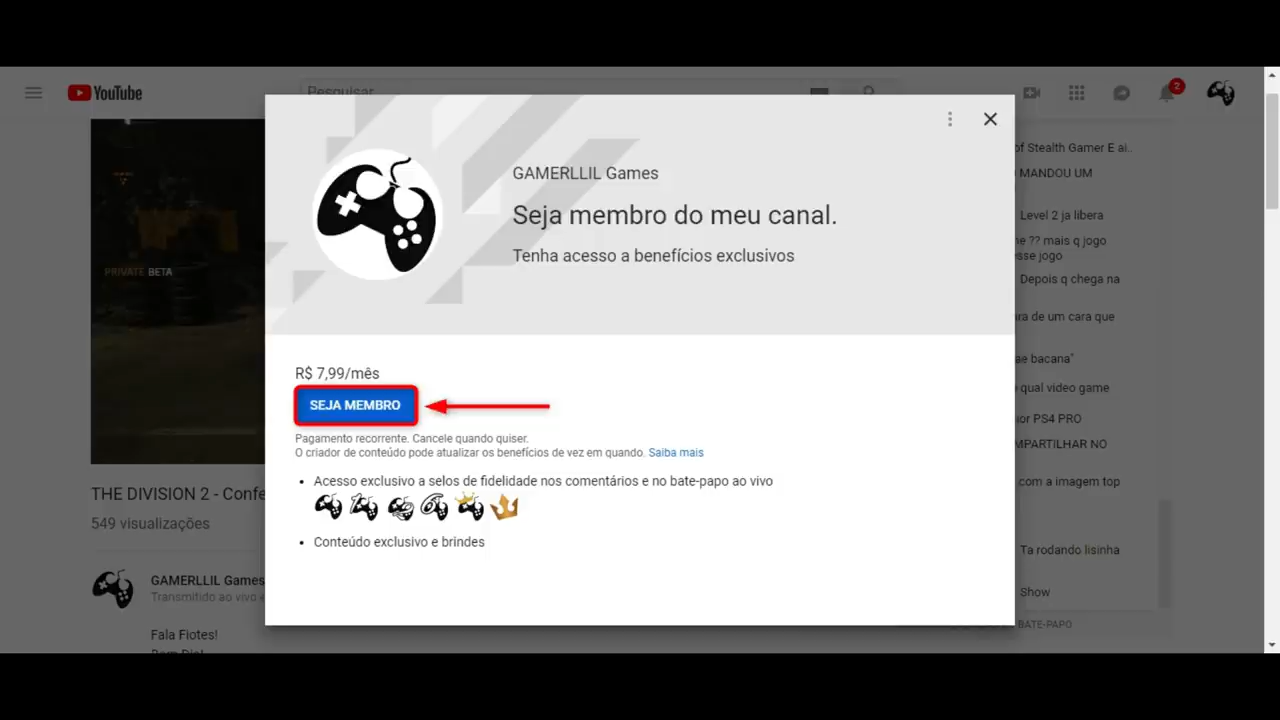 YouTube
Pesquisar
2
PRIVATE BETA
THE DIVISION 2 - Confe
549 visualizações
GAMERLLIL Games
Transmitido ao vivo e
Fala Fiotes!
Bom Dia!
GAMERLLIL Games
Seja membro do meu canal.
Tenha acesso a benefícios exclusivos
R$ 7,99/mês
SEJA MEMBRO
Pagamento recorrente. Cancele quando quiser.
O criador de conteúdo pode atualizar os benefícios de vez em quando. Saiba mais
• Acesso exclusivo a selos de fidelidade nos comentários e no bate-papo ao vivo
• Conteúdo exclusivo e brindes
of Stealth Gamer E ai..
MANDOU UM
Level 2 ja libera
?? mais q jogo
esse jogo
Depois q chega na
ra de um cara que
ae bacana"
qual video game
ior PS4 PRO
MPARTILHAR NO
com a imagem top
Ta rodando lisinha
Show
BATE-PAPO